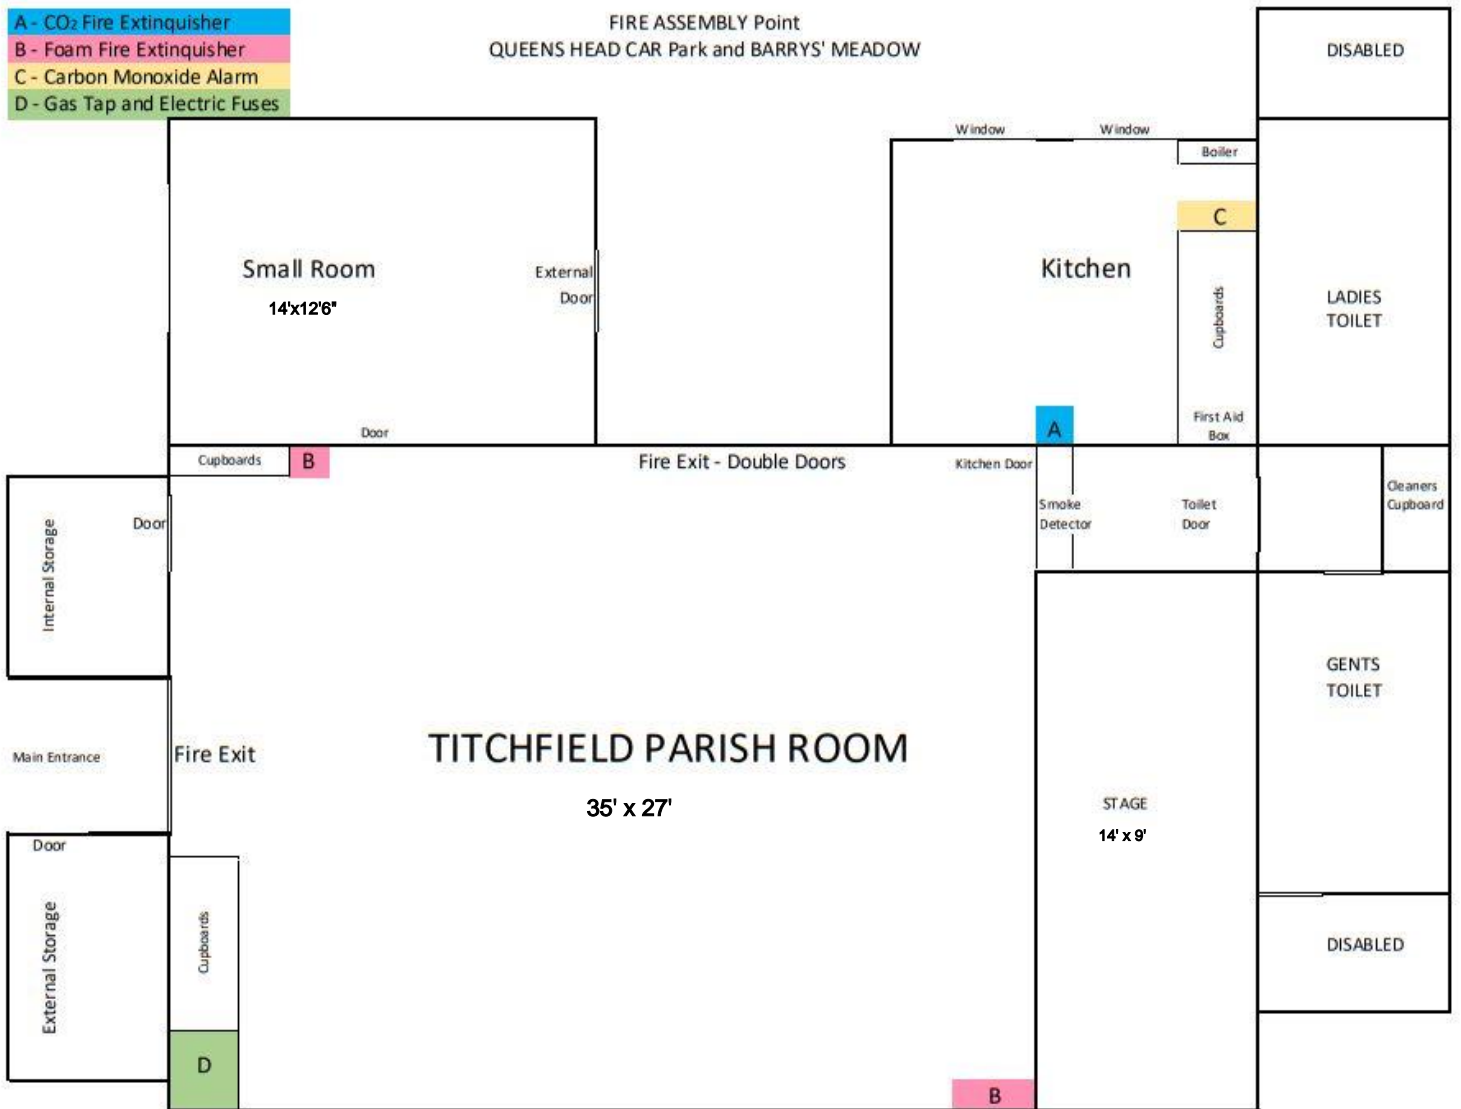 A - CO₂ Fire Extinquisher
B - Foam Fire Extinquisher
C - Carbon Monoxide Alarm
D - Gas Tap and Electric Fuses
FIRE ASSEMBLY Point
QUEENS HEAD CAR Park and BARRYS' MEADOW
DISABLED
Window
Window
Boiler
C
Small Room
14'x12'6"
External
Door
Kitchen
Cupboards
LADIES
TOILET
Door
A
First Aid
Box
Cupboards
B
Fire Exit - Double Doors
Kitchen Door
Smoke
Detector
Toilet
Door
Cleaners
Cupboard
Internal Storage
Door
GENTS
TOILET
Main Entrance
Fire Exit
TITCHFIELD PARISH ROOM
35' x 27'
STAGE
14' x 9'
Door
External Storage
Cupboards
DISABLED
D
B